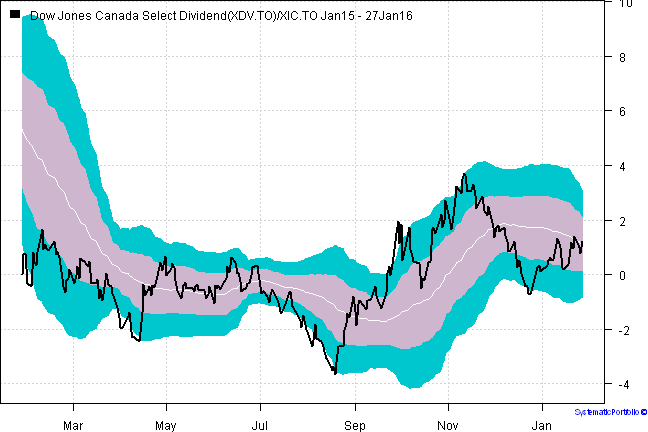 Dow Jones Canada Select Dividend(XDV.TO)/XIC.TO Jan15 - 27Jan16
10
8
6
4
2
0
-2
-4
Mar May Jul Sep Nov Jan
SystematicPortfolio ©